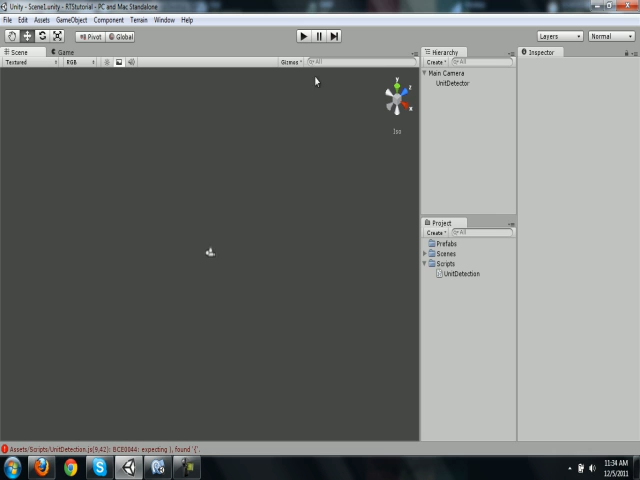 Unity - Scene1.unity - RTStutorial - PC and Mac Standalone
File Edit Assets GameObject Component Terrain Window Help
Pivot Global Layers Normal
Scene Game Hierarchy Inspector
Textured RGB Gizmos All Create All
Main Camera
UnitDetector
y
z
x
Iso
Project
Create All
Prefabs
Scenes
Scripts
UnitDetection
Assets/Scripts/UnitDetection.js(9,42): BCE0044: expecting ), found '{'.
11:34 AM
12/5/2011